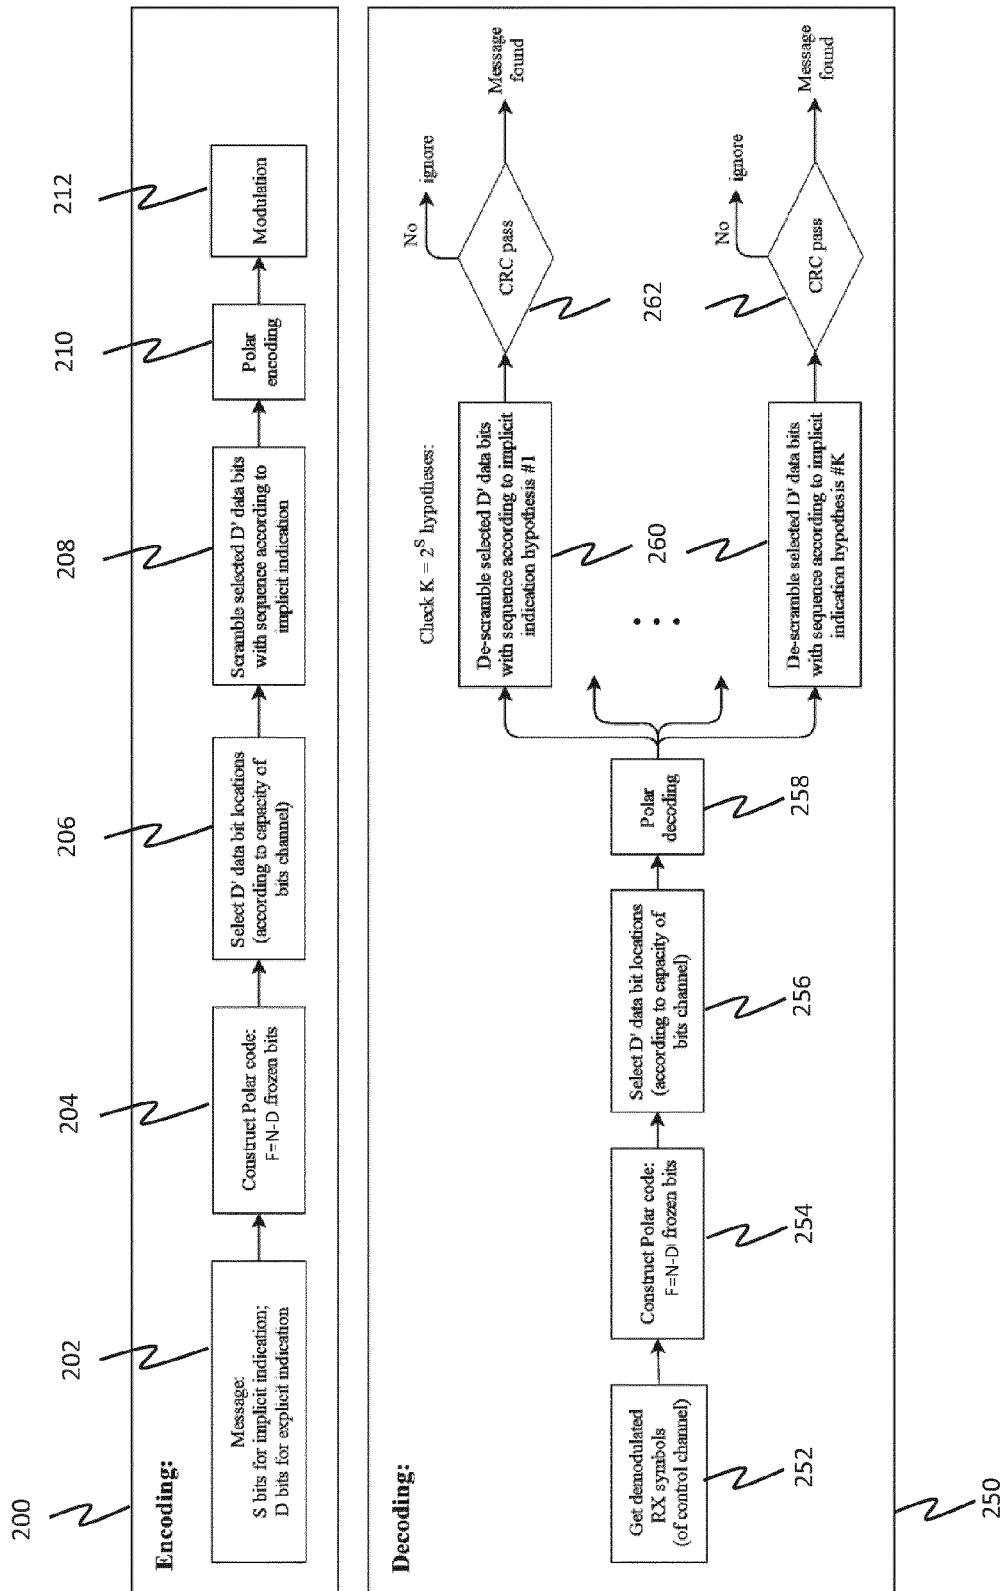 200
Encoding:
202
Message:
S bits for implicit indication;
D bits for explicit indication
204
Construct Polar code:
F=N-D frozen bits
206
Select D' data bit locations
(according to capacity of
bits channel)
208
Scramble selected D' data bits
with sequence according to
implicit indication
210
Polar
encoding
212
Modulation
Decoding:
250
Get demodulated
RX symbols
(of control channel)
252
Construct Polar code:
F=N-D frozen bits
254
Select D' data bit locations
(according to capacity of
bits channel)
256
Polar
decoding
258
Check K = 2^S hypotheses:
De-scramble selected D' data bits
with sequence according to implicit
indication hypothesis #1
260
. . .
De-scramble selected D' data bits
with sequence according to implicit
indication hypothesis #K
CRC pass
No
ignore
Message
found
262
CRC pass
No
ignore
Message
found